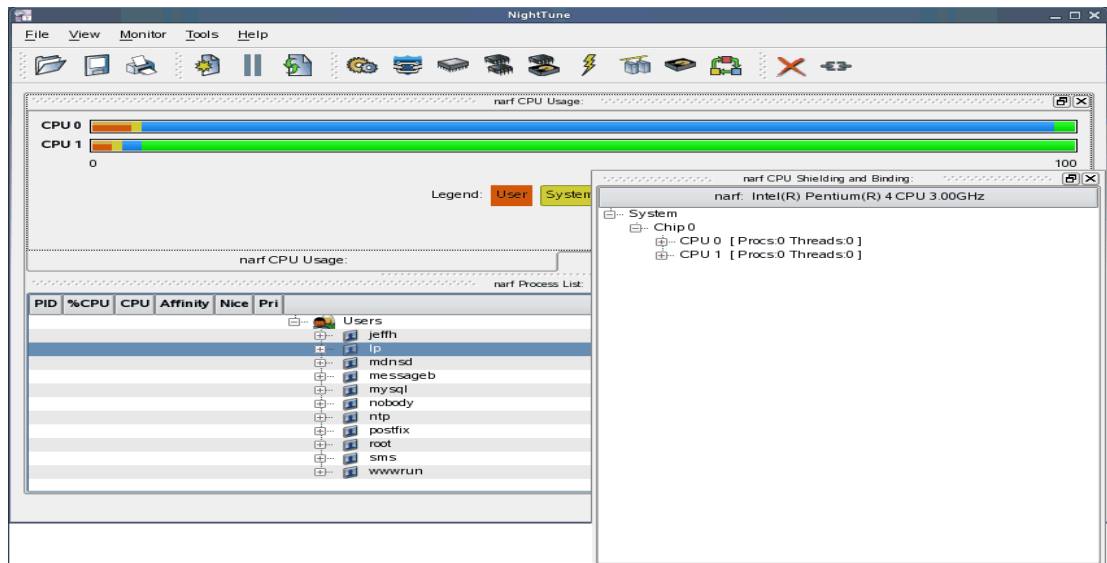 NightTune
File View Monitor Tools Help
narf CPU Usage:
CPU 0
CPU 1
0 100
Legend: User System
narf CPU Usage:
narf Process List:
PID %CPU CPU Affinity Nice Pri
Users
jeffh
lp
mdnsd
messageb
mysql
nobody
ntp
postfix
root
sms
wwwrun
narf CPU Shielding and Binding:
narf: Intel(R) Pentium(R) 4 CPU 3.00GHz
System
Chip 0
CPU 0 [ Procs:0 Threads:0 ]
CPU 1 [ Procs:0 Threads:0 ]